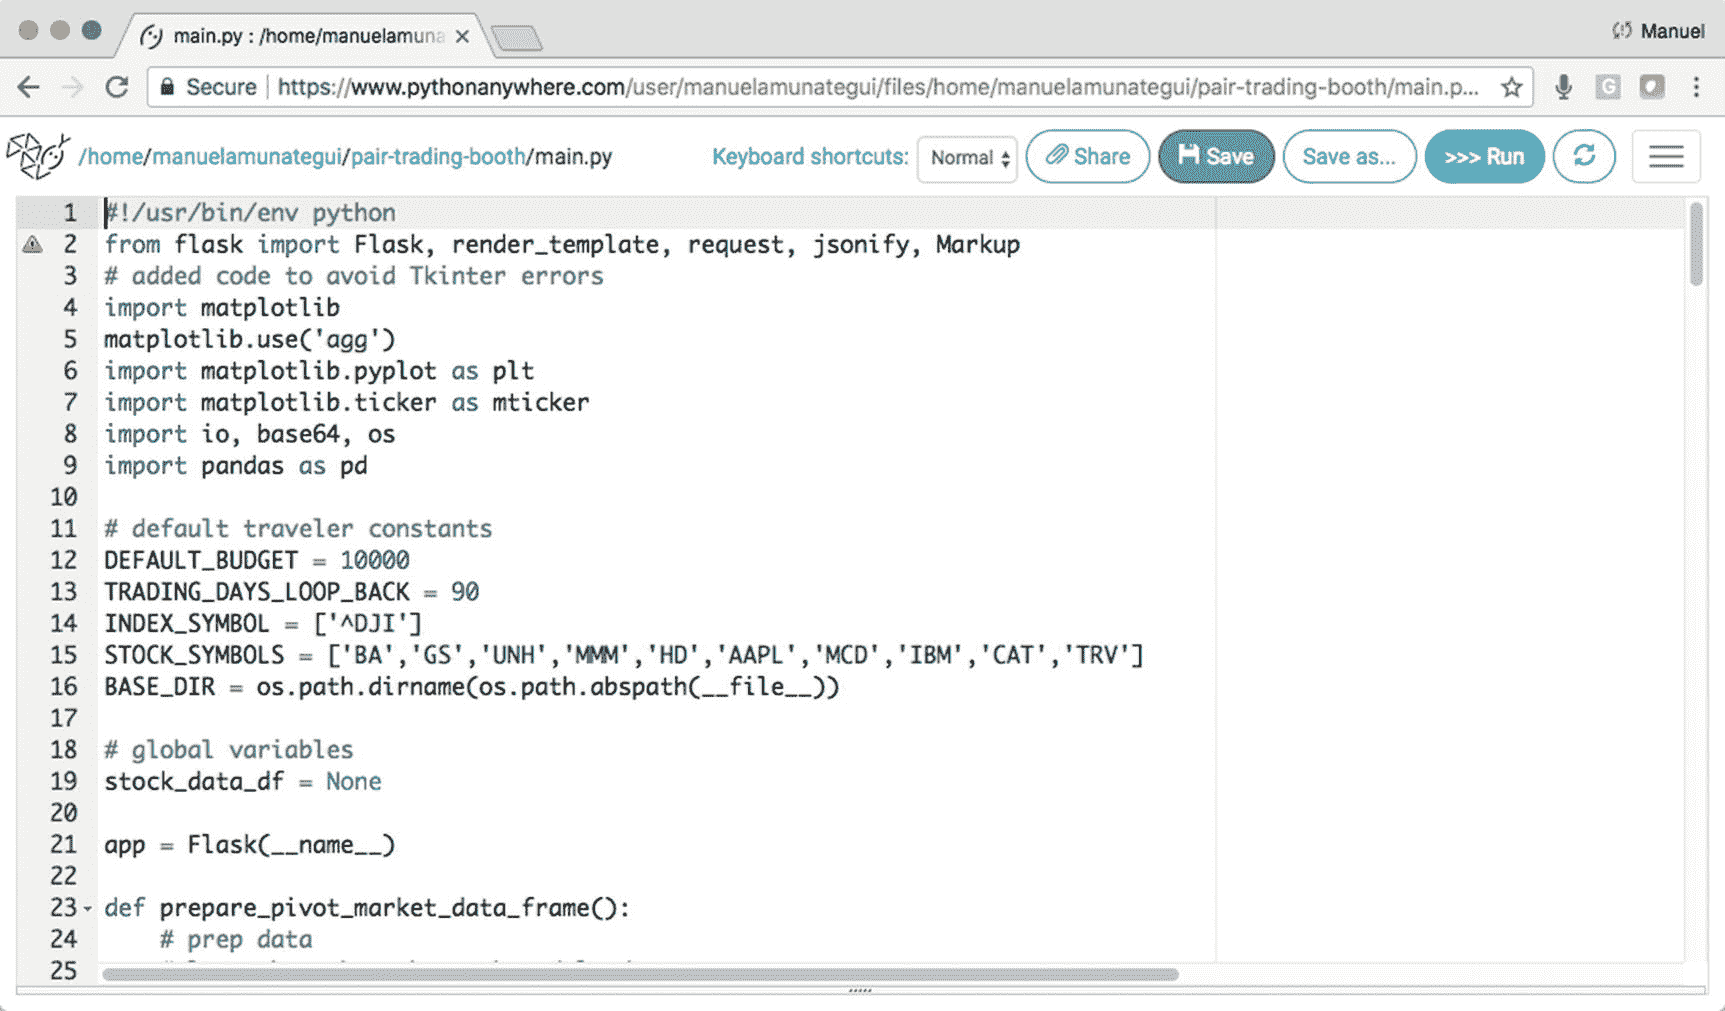 main.py : /home/manuelamuna
Manuel
Secure | https://www.pythonanywhere.com/user/manuelamunategui/files/home/manuelamunategui/pair-trading-booth/main.p...
/home/manuelamunategui/pair-trading-booth/main.py Keyboard shortcuts: Normal Share Save Save as... >>> Run
1 #!/usr/bin/env python
2 from flask import Flask, render_template, request, jsonify, Markup
3 # added code to avoid Tkinter errors
4 import matplotlib
5 matplotlib.use('agg')
6 import matplotlib.pyplot as plt
7 import matplotlib.ticker as mticker
8 import io, base64, os
9 import pandas as pd
10
11 # default traveler constants
12 DEFAULT_BUDGET = 10000
13 TRADING_DAYS_LOOP_BACK = 90
14 INDEX_SYMBOL = ['^DJI']
15 STOCK_SYMBOLS = ['BA','GS','UNH','MMM','HD','AAPL','MCD','IBM','CAT','TRV']
16 BASE_DIR = os.path.dirname(os.path.abspath(__file__))
17
18 # global variables
19 stock_data_df = None
20
21 app = Flask(__name__)
22
23 def prepare_pivot_market_data_frame():
24 # prep data
25